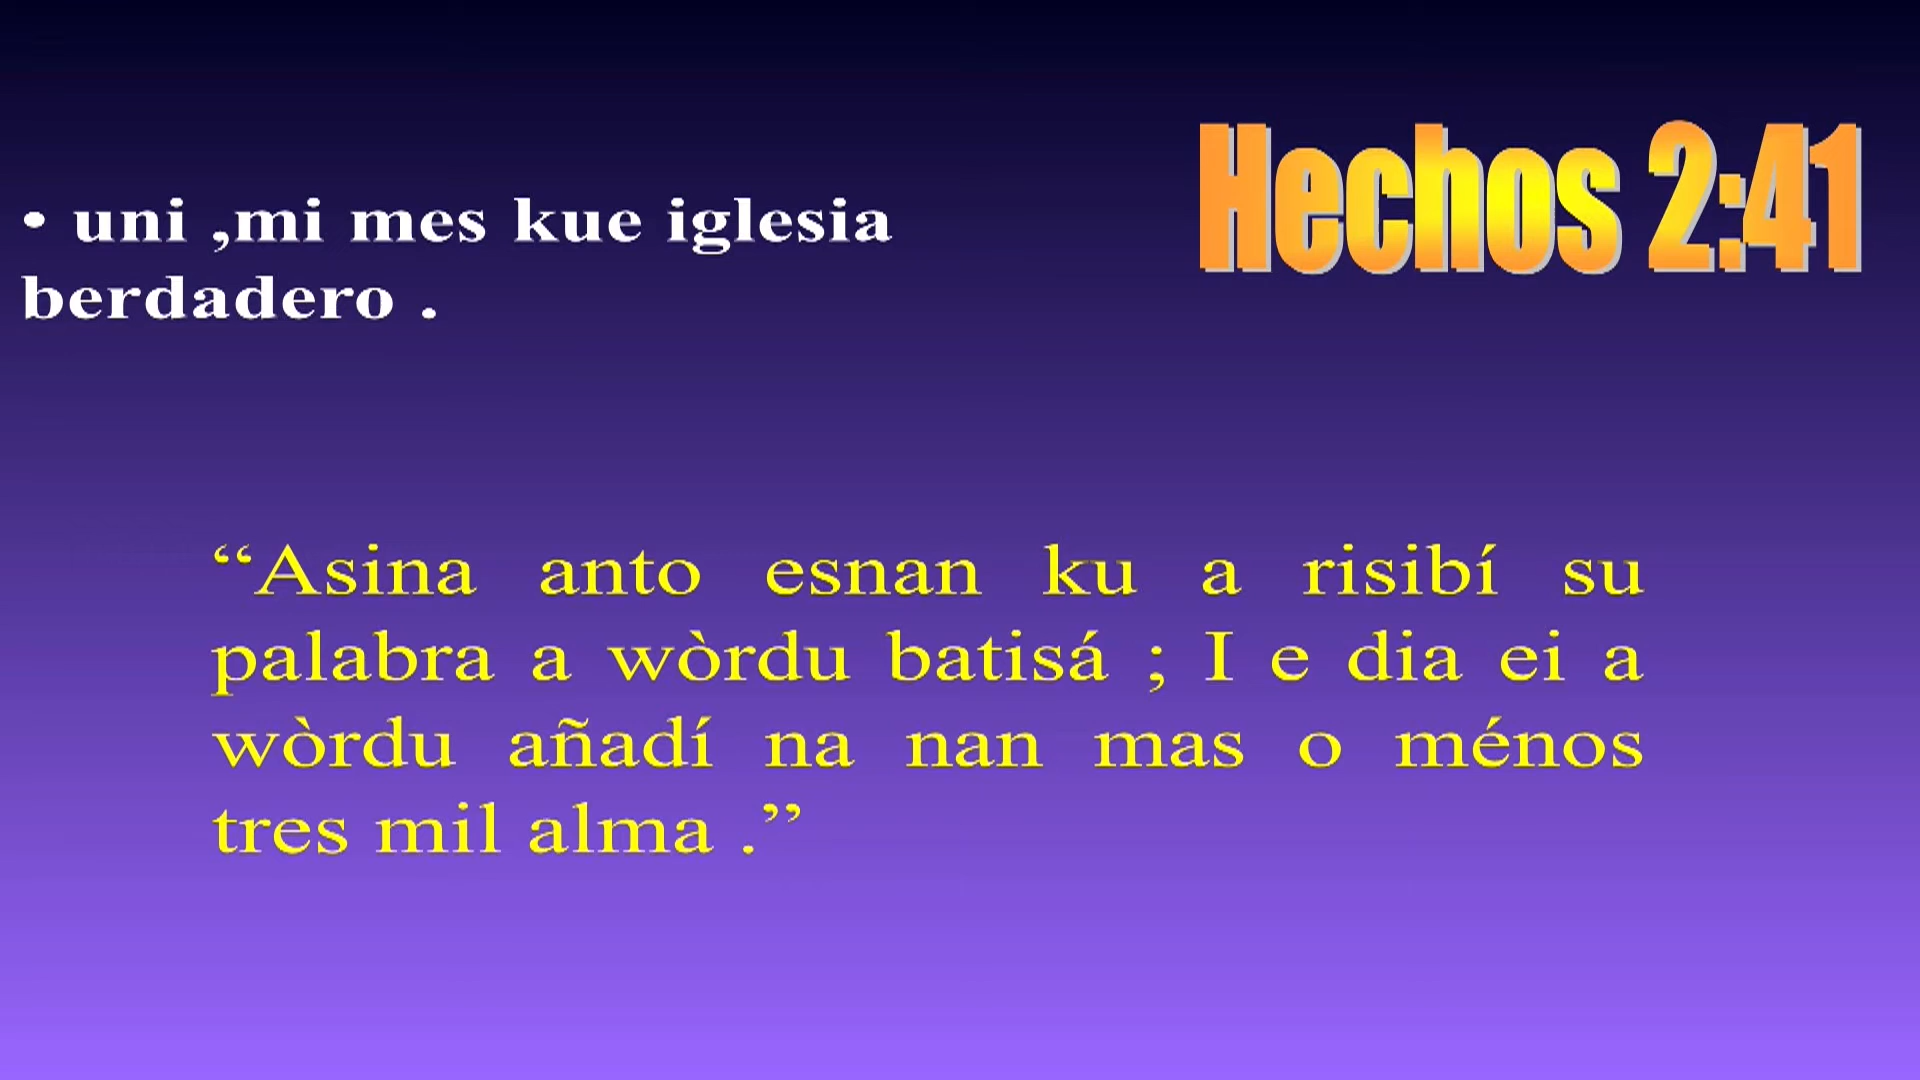 Hechos 2:41
• uni ,mi mes kue iglesia
berdadero .
“Asina anto esnan ku a risibí su
palabra a wòrdu batisá ; I e dia ei a
wòrdu añadí na nan mas o ménos
tres mil alma .”